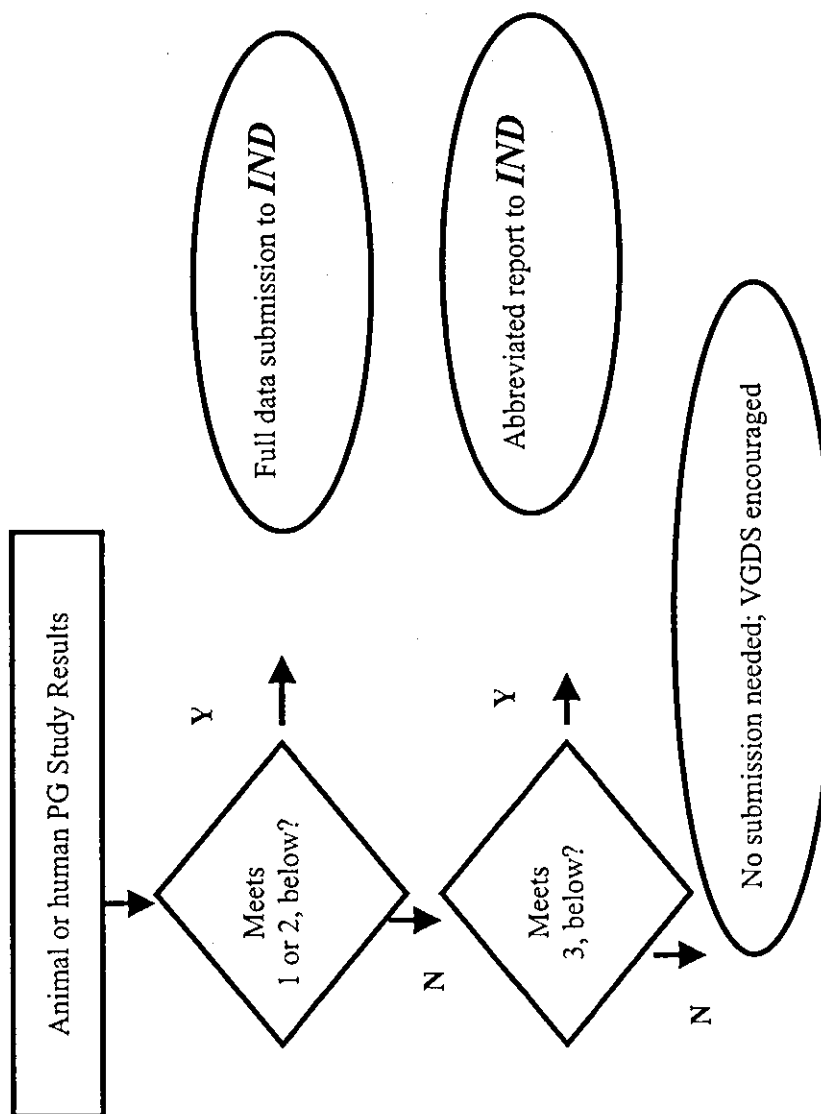 Animal or human PG Study Results
Meets
1 or 2, below?
Y
Full data submission to IND
N
Meets
3, below?
Y
Abbreviated report to IND
N
No submission needed; VGDS encouraged